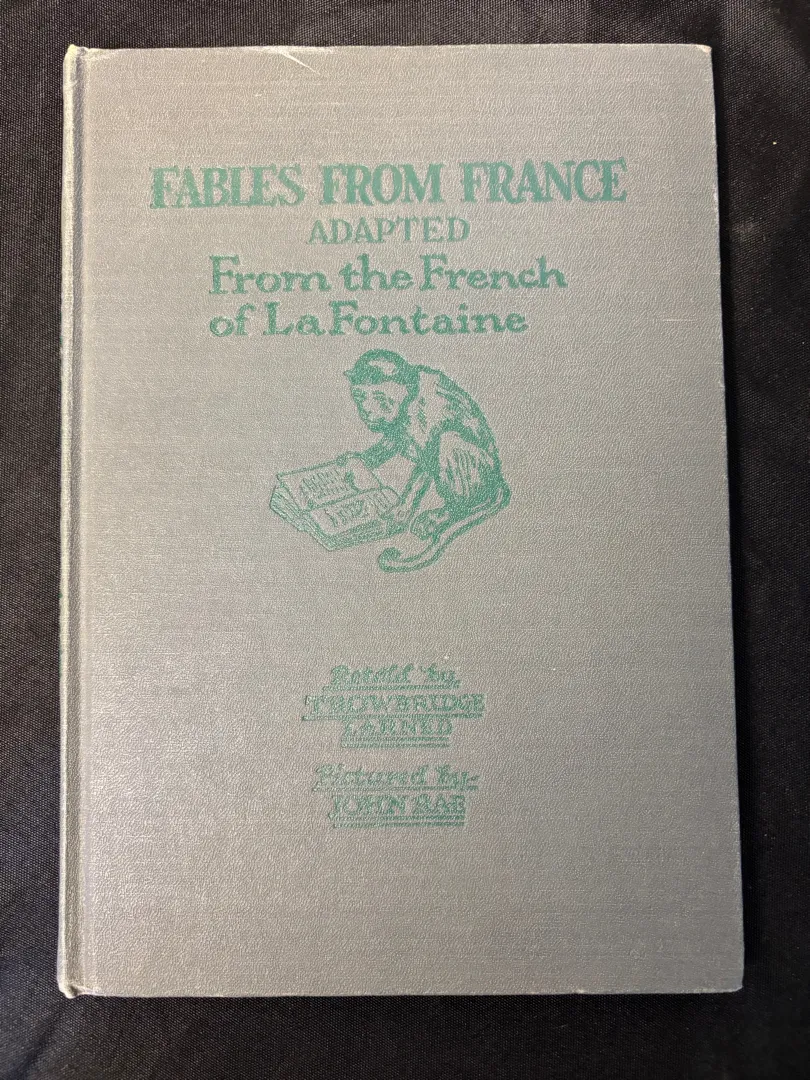 FABLES FROM FRANCE
ADAPTED
From the French
of La Fontaine
Retold by
TROWBRIDGE
LARNED
Pictured by
JOHN RAE